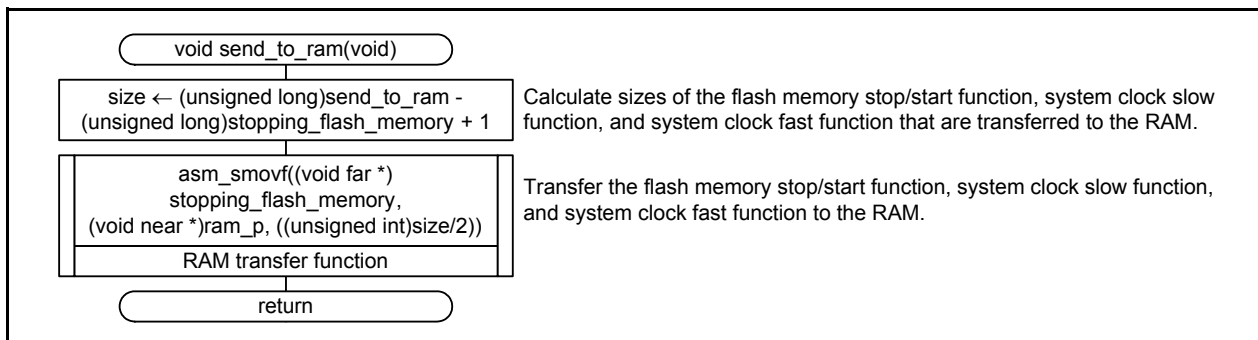 void send_to_ram(void)
size ← (unsigned long)send_to_ram -
(unsigned long)stopping_flash_memory + 1
Calculate sizes of the flash memory stop/start function, system clock slow
function, and system clock fast function that are transferred to the RAM.
asm_smovf((void far *)
stopping_flash_memory,
(void near *)ram_p, ((unsigned int)size/2))
Transfer the flash memory stop/start function, system clock slow function,
and system clock fast function to the RAM.
RAM transfer function
return